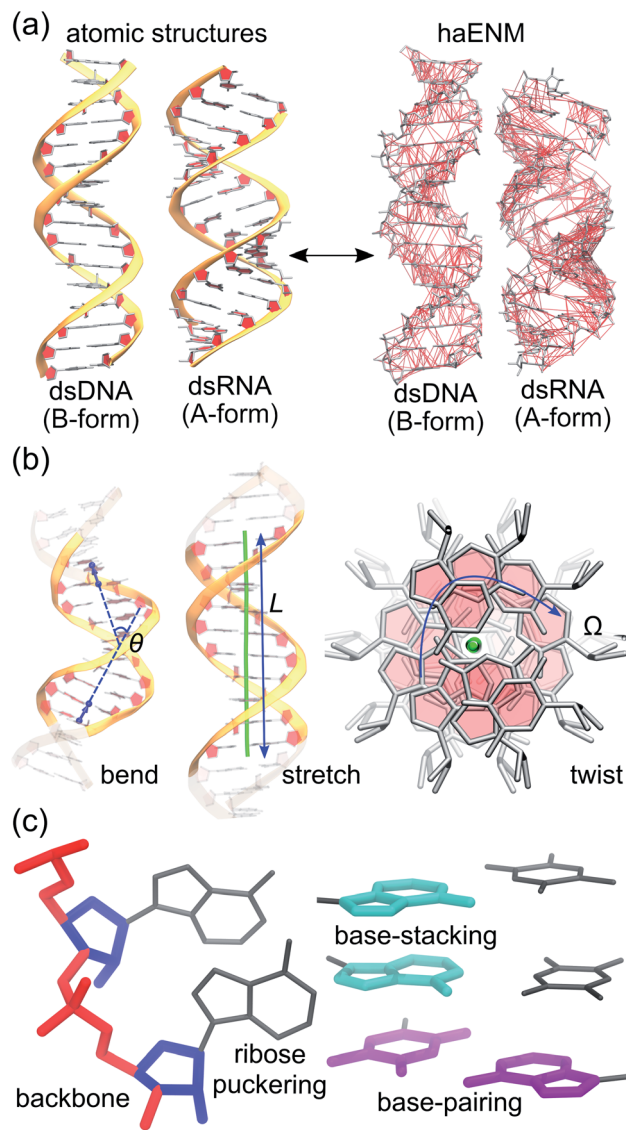 (a)
atomic structures
haENM
dsDNA
(B-form)
dsRNA
(A-form)
dsDNA
(B-form)
dsRNA
(A-form)
(b)
θ
bend
L
stretch
Ω
twist
(c)
backbone
ribose
puckering
base-stacking
base-pairing